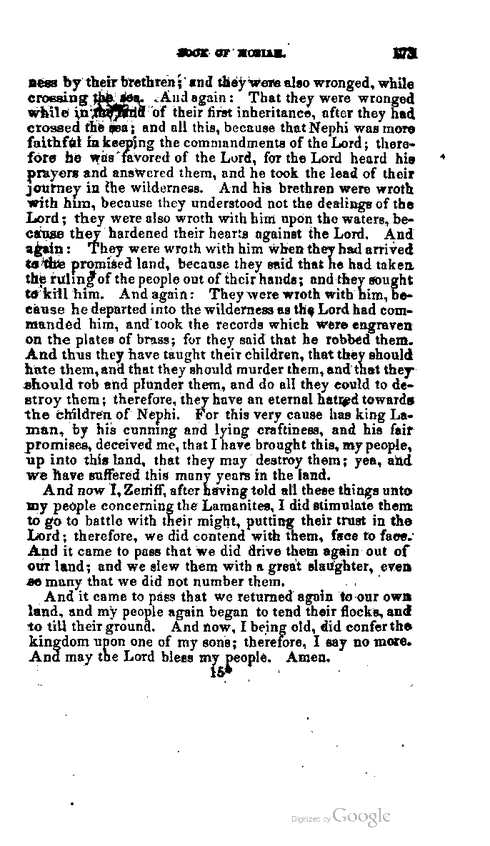 BOOK OF MOSIAH. 173
ness by their brethren; and they were also wronged, while
crossing the sea. And again: That they were wronged
while in the land of their first inheritance, after they had
crossed the sea; and all this, because that Nephi was more
faithful in keeping the commandments of the Lord; there-
fore he was favored of the Lord, for the Lord heard his
prayers and answered them, and he took the lead of their
journey in the wilderness. And his brethren were wroth
with him, because they understood not the dealings of the
Lord; they were also wroth with him upon the waters, be-
cause they hardened their hearts against the Lord. And
again: They were wroth with him when they had arrived
to the promised land, because they said that he had taken
the ruling of the people out of their hands; and they sought
to kill him. And again: They were wroth with him, be-
cause he departed into the wilderness as the Lord had com-
manded him, and took the records which were engraven
on the plates of brass; for they said that he robbed them.
And thus they have taught their children, that they should
hate them, and that they should murder them, and that they
should rob and plunder them, and do all they could to de-
stroy them; therefore, they have an eternal hatred towards
the children of Nephi. For this very cause has king La-
man, by his cunning and lying craftiness, and his fair
promises, deceived me, that I have brought this, my people,
up into this land, that they may destroy them; yea, and
we have suffered this many years in the land.
And now I, Zeniff, after having told all these things unto
my people concerning the Lamanites, I did stimulate them
to go to battle with their might, putting their trust in the
Lord; therefore, we did contend with them, face to face.
And it came to pass that we did drive them again out of
our land; and we slew them with a great slaughter, even
so many that we did not number them.
And it came to pass that we returned again to our own
land, and my people again began to tend their flocks, and
to till their ground. And now, I being old, did confer the
kingdom upon one of my sons; therefore, I say no more.
And may the Lord bless my people. Amen.
15*
Digitized by Google